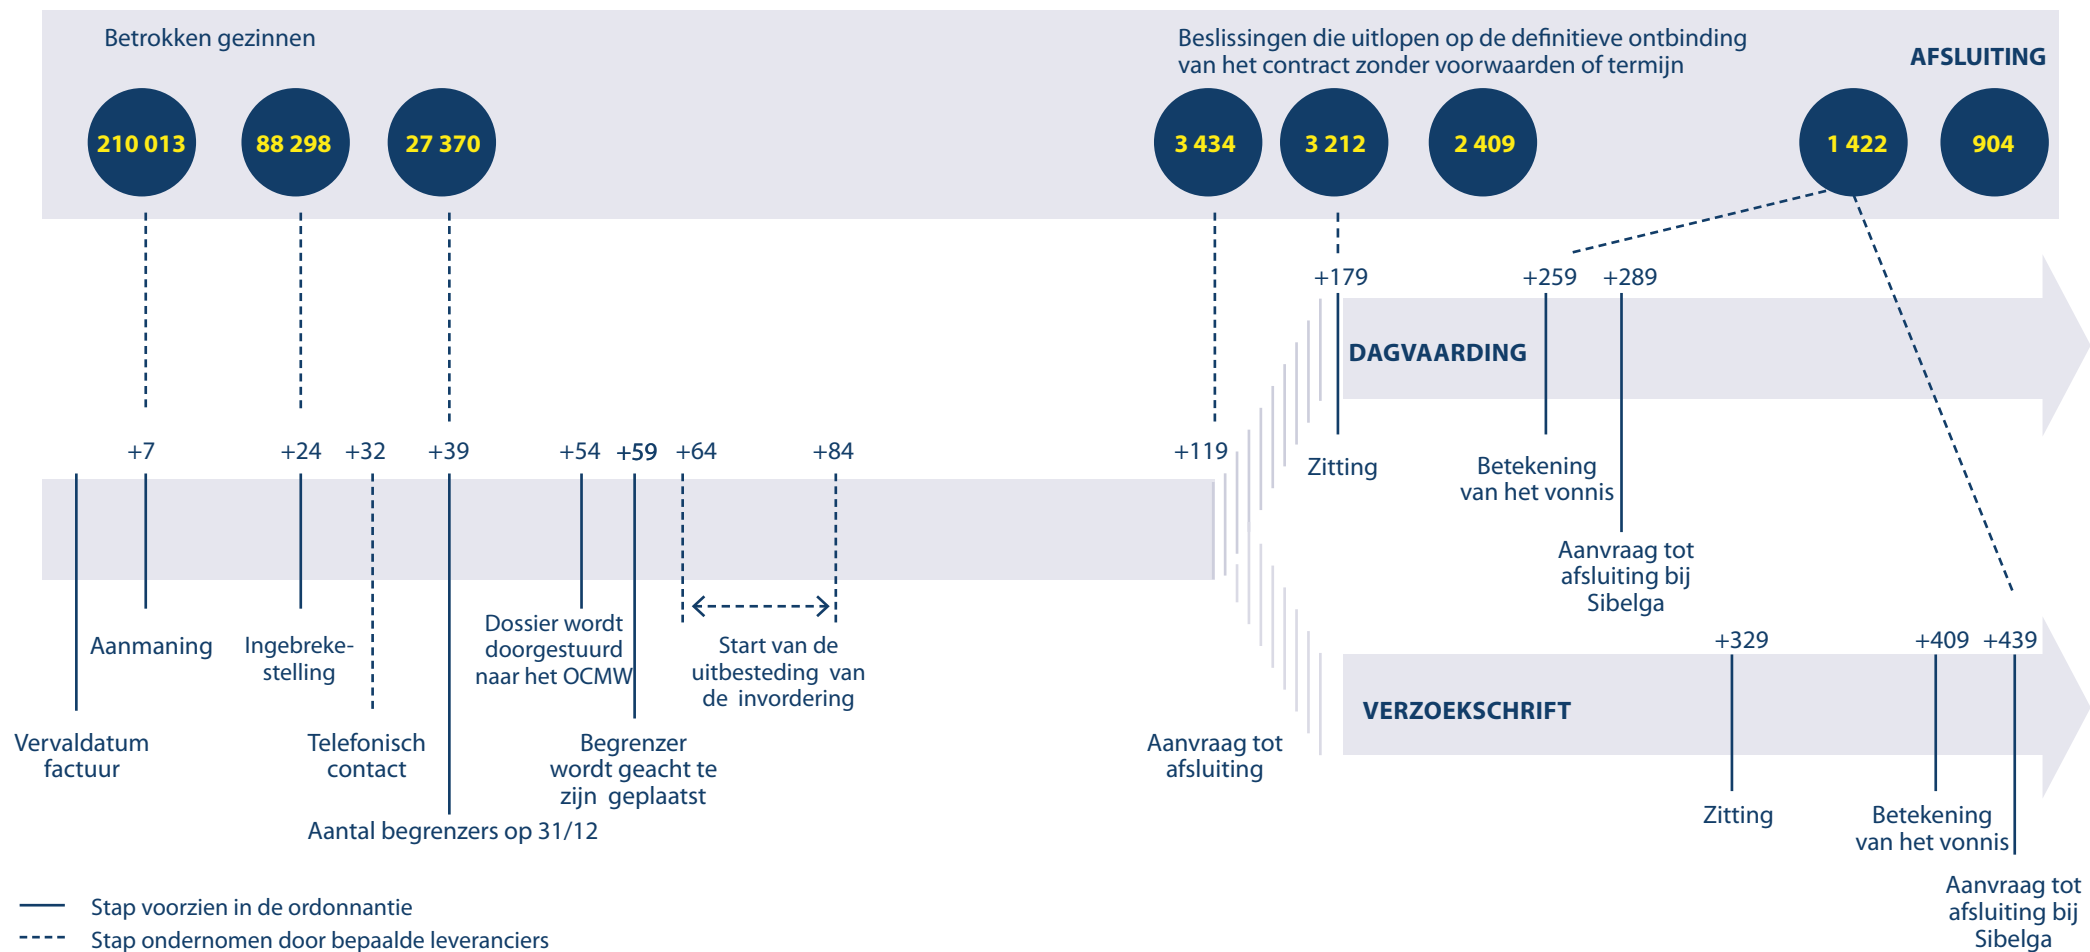 Betrokken gezinnen
Beslissingen die uitlopen op de definitieve ontbinding
van het contract zonder voorwaarden of termijn
AFSLUITING
210 013
88 298
27 370
3 434
3 212
2 409
1 422
904
+179
+259
+289
DAGVAARDING
+7
+24
+32
+39
+54
+59
+64
+84
+119
Zitting
Betekening
van het vonnis
Aanvraag tot
afsluiting bij
Sibelga
Aanmaning
Ingebreke-
stelling
Dossier wordt
doorgestuurd
naar het OCMW
Start van de
uitbesteding van
de invordering
+329
+409
+439
VERZOEKSCHRIFT
Vervaldatum
factuur
Telefonisch
contact
Begrenzer
wordt geacht te
zijn geplaatst
Aanvraag tot
afsluiting
Aantal begrenzers op 31/12
Zitting
Betekening
van het vonnis
Aanvraag tot
afsluiting bij
Sibelga
Stap voorzien in de ordonnantie
Stap ondernomen door bepaalde leveranciers